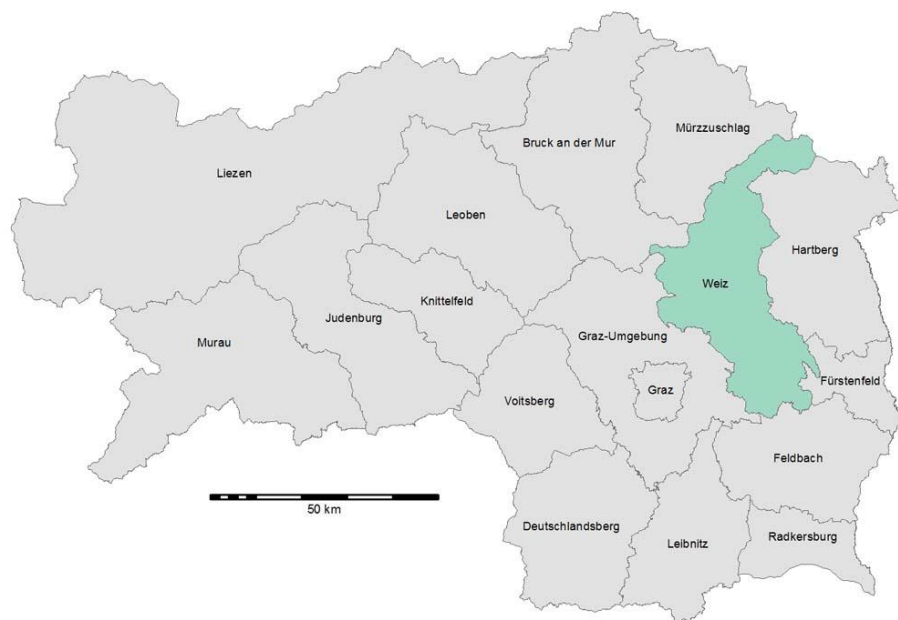 Mürzzuschlag
Bruck an der Mur
Liezen
Leoben
Hartberg
Weiz
Knittelfeld
Judenburg
Graz-Umgebung
Murau
Fürstenfeld
Graz
Voitsberg
Feldbach
50 km
Deutschlandsberg
Radkersburg
Leibnitz